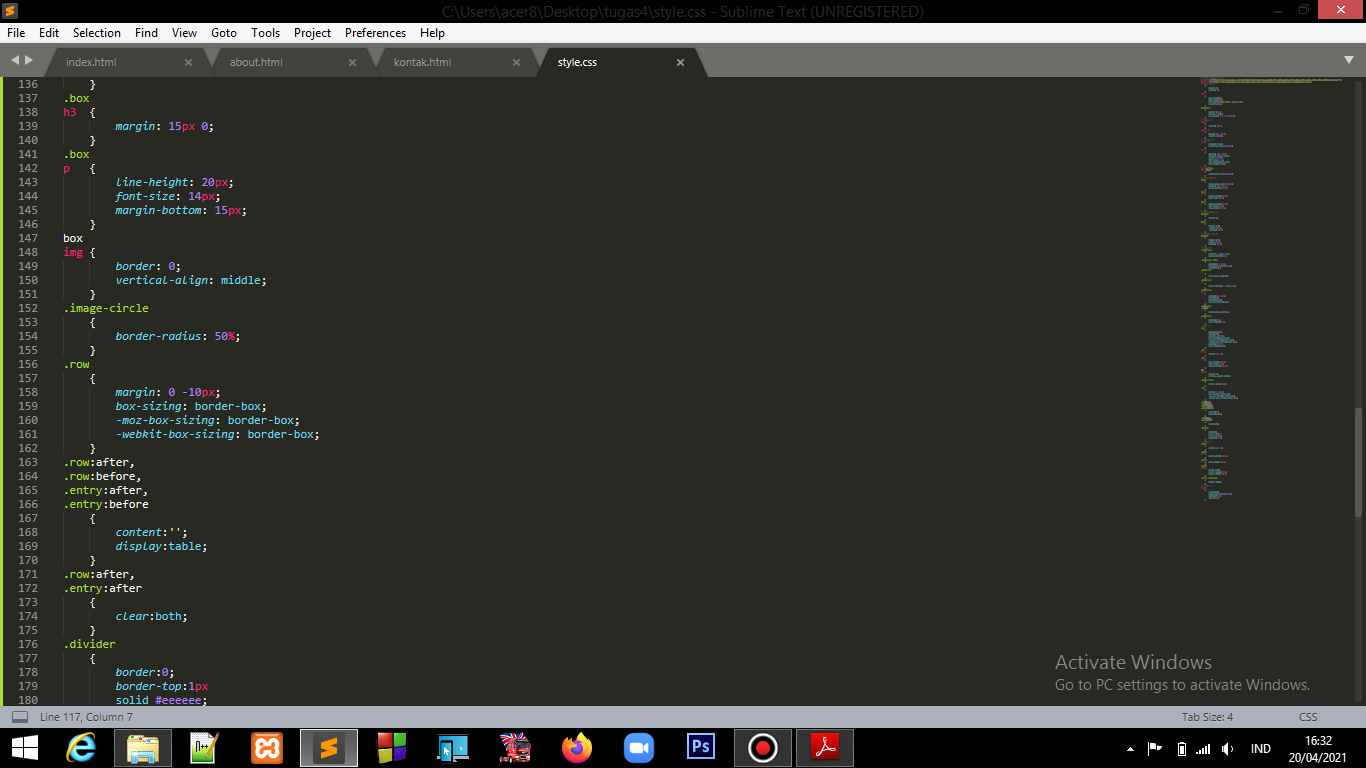 C:\Users\acer8\Desktop\tugas4\style.css - Sublime Text (UNREGISTERED)
File Edit Selection Find View Goto Tools Project Preferences Help
index.html about.html kontak.html style.css
136 }
137 .box
138 h3 {
139 margin: 15px 0;
140 }
141 .box
142 p {
143 line-height: 20px;
144 font-size: 14px;
145 margin-bottom: 15px;
146 }
147 box
148 img {
149 border: 0;
150 vertical-align: middle;
151 }
152 .image-circle
153 {
154 border-radius: 50%;
155 }
156 .row
157 {
158 margin: 0 -10px;
159 box-sizing: border-box;
160 -moz-box-sizing: border-box;
161 -webkit-box-sizing: border-box;
162 }
163 .row:after,
164 .row:before,
165 .entry:after,
166 .entry:before
167 {
168 content:'';
169 display:table;
170 }
171 .row:after,
172 .entry:after
173 {
174 clear:both;
175 }
176 .divider
177 {
178 border:0;
179 border-top:1px
180 solid #eeeeee;
Activate Windows
Go to PC settings to activate Windows.
Line 117, Column 7 Tab Size: 4 CSS
Ps
IND
16:32
20/04/2021